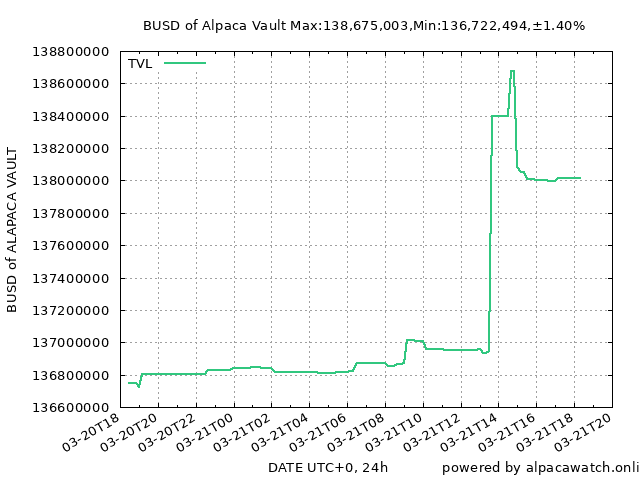 BUSD of Alpaca Vault Max:138,675,003,Min:136,722,494,±1.40%
TVL
138800000
138600000
138400000
138200000
138000000
137800000
137600000
137400000
137200000
137000000
136800000
136600000
BUSD of ALAPACA VAULT
03-20T18
03-20T20
03-20T22
03-21T00
03-21T02
03-21T04
03-21T06
03-21T08
03-21T10
03-21T12
03-21T14
03-21T16
03-21T18
03-21T20
DATE UTC+0, 24h
powered by alpacawatch.onli